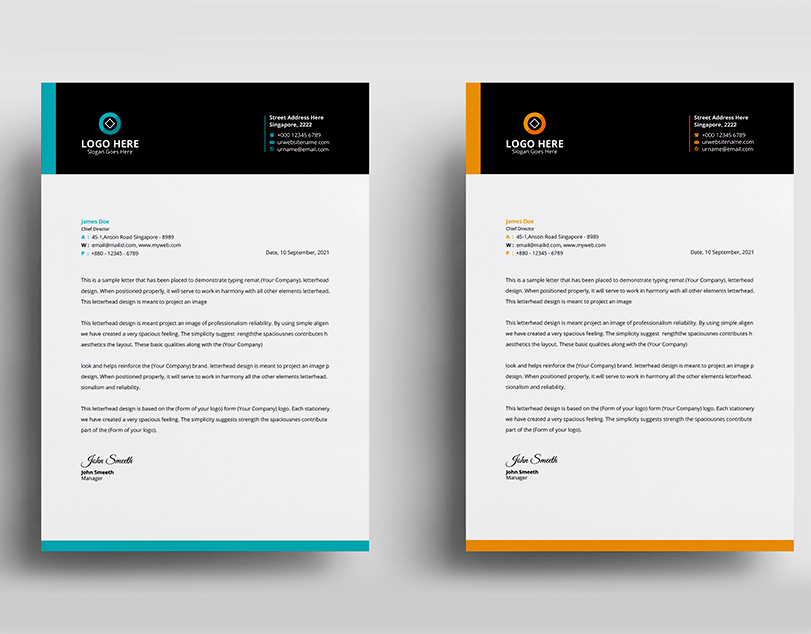 LOGO HERE
Slogan Goes Here
Street Address Here
Singapore, 2222
+000 12345 6789
urwebsitename.com
urname@email.com
James Doe
Chief Director
A : 45-1,Anson Road Singapore - 8989
W : email@mailid.com, www.myweb.com
P : +880 - 12345 - 6789
Date, 10 September, 2021
This is a sample letter that has been placed to demonstrate typing remat (Your Company). letterhead
design. When positioned properly, it will serve to work in harmony with all other elements letterhead.
This letterhead design is meant to project an image
This letterhead design is meant project an image of professionalism reliability. By using simple aligen
we have created a very spacious feeling. The simplicity suggest rengththe spaciousnes contributes h
aesthetics the layout. These basic qualities along with the (Your Company)
look and helps reinforce the (Your Company) brand. letterhead design is meant to project an image p
design. When positioned properly, it will serve to work in harmony all the other elements letterhead.
sionalism and reliability.
This letterhead design is based on the (Form of your logo) form (Your Company) logo. Each stationery
we have created a very spacious feeling. The simplicity suggests strength the spaciousness contribute
part of the (Form of your logo).
John Smeeth
John Smeeth
Manager
LOGO HERE
Slogan Goes Here
Street Address Here
Singapore, 2222
+000 12345 6789
urwebsitename.com
urname@email.com
James Doe
Chief Director
A : 45-1,Anson Road Singapore - 8989
W : email@mailid.com, www.myweb.com
P : +880 - 12345 - 6789
Date, 10 September, 2021
This is a sample letter that has been placed to demonstrate typing remat (Your Company). letterhead
design. When positioned properly, it will serve to work in harmony with all other elements letterhead.
This letterhead design is meant to project an image
This letterhead design is meant project an image of professionalism reliability. By using simple aligen
we have created a very spacious feeling. The simplicity suggest rengththe spaciousnes contributes h
aesthetics the layout. These basic qualities along with the (Your Company)
look and helps reinforce the (Your Company) brand. letterhead design is meant to project an image p
design. When positioned properly, it will serve to work in harmony all the other elements letterhead.
sionalism and reliability.
This letterhead design is based on the (Form of your logo) form (Your Company) logo. Each stationery
we have created a very spacious feeling. The simplicity suggests strength the spaciousness contribute
part of the (Form of your logo).
John Smeeth
John Smeeth
Manager